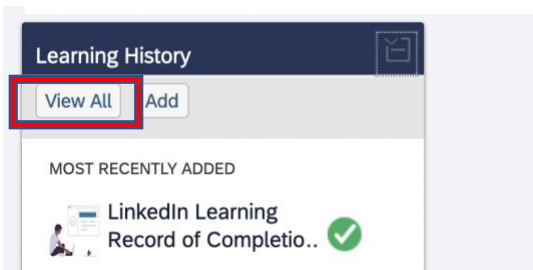 Learning History
View All Add
MOST RECENTLY ADDED
LinkedIn Learning
Record of Completio..